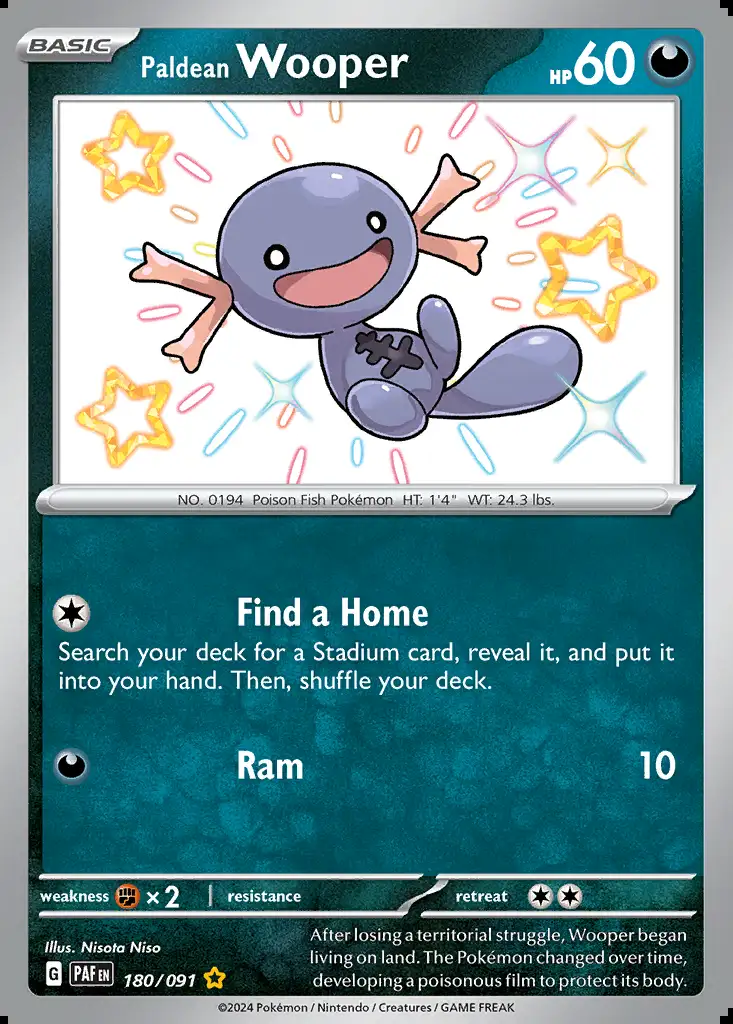 BASIC
Paldean Wooper HP60
NO. 0194 Poison Fish Pokémon HT: 1'4" WT: 24.3 lbs.
Find a Home
Search your deck for a Stadium card, reveal it, and put it
into your hand. Then, shuffle your deck.
Ram 10
weakness ×2 resistance retreat
Illus. Nisota Niso
G PAF EN 180/091
After losing a territorial struggle, Wooper began
living on land. The Pokémon changed over time,
developing a poisonous film to protect its body.
©2024 Pokémon / Nintendo / Creatures / GAME FREAK